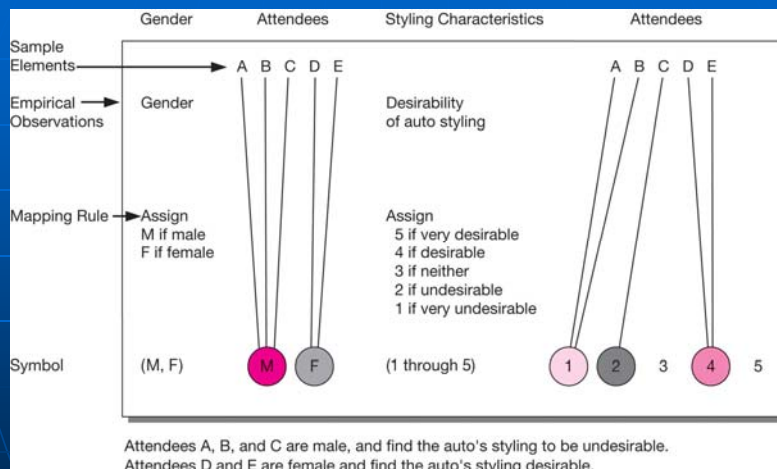 Gender Attendees Styling Characteristics Attendees
Sample
Elements A B C D E A B C D E
Empirical
Observations
Gender
Desirability
of auto styling
Mapping Rule
Assign
M if male
F if female
Assign
5 if very desirable
4 if desirable
3 if neither
2 if undesirable
1 if very undesirable
Symbol (M, F) M F (1 through 5) 1 2 3 4 5
Attendees A, B, and C are male, and find the auto's styling to be undesirable.
Attendees D and E are female and find the auto's styling desirable.